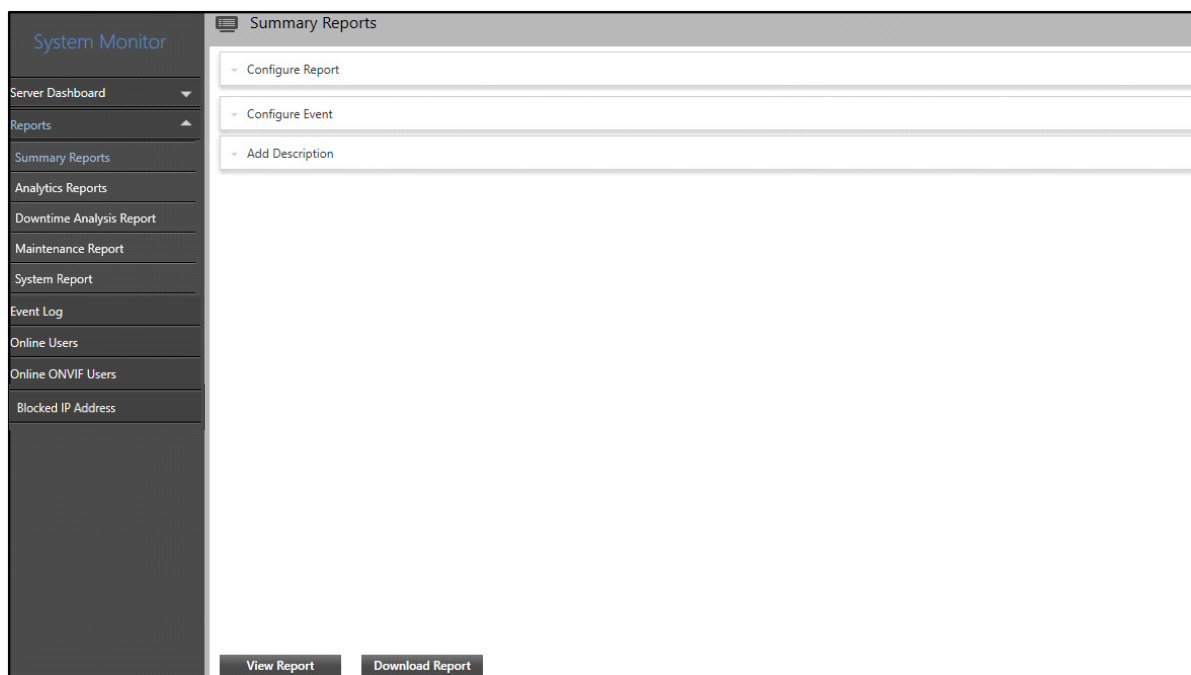 System Monitor
Server Dashboard
Reports
Summary Reports
Analytics Reports
Downtime Analysis Report
Maintenance Report
System Report
Event Log
Online Users
Online ONVIF Users
Blocked IP Address
Summary Reports
Configure Report
Configure Event
Add Description
View Report
Download Report